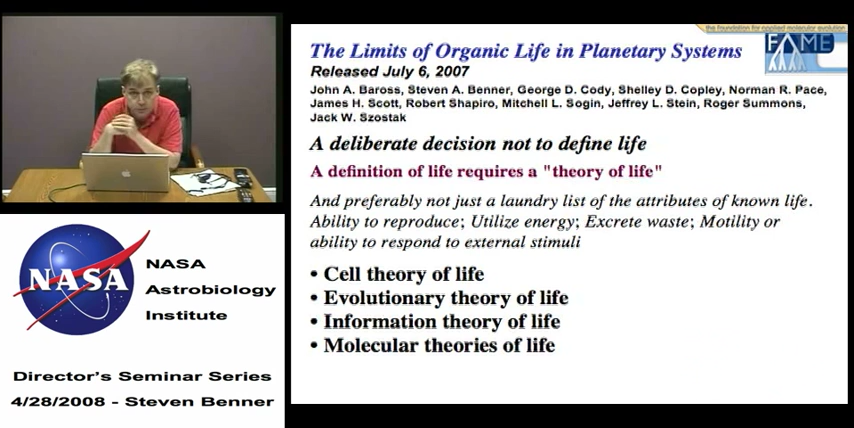 the foundation for applied molecular evolution
FAME
The Limits of Organic Life in Planetary Systems
Released July 6, 2007
John A. Baross, Steven A. Benner, George D. Cody, Shelley D. Copley, Norman R. Pace,
James H. Scott, Robert Shapiro, Mitchell L. Sogin, Jeffrey L. Stein, Roger Summons,
Jack W. Szostak
A deliberate decision not to define life
A definition of life requires a "theory of life"
And preferably not just a laundry list of the attributes of known life.
Ability to reproduce; Utilize energy; Excrete waste; Motility or
ability to respond to external stimuli
• Cell theory of life
• Evolutionary theory of life
• Information theory of life
• Molecular theories of life
NASA
NASA
Astrobiology
Institute
Director's Seminar Series
4/28/2008 - Steven Benner